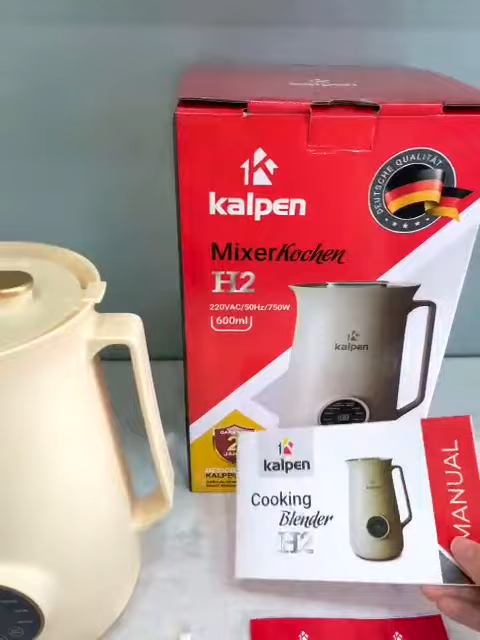 kalpen
DEUTSCHE QUALITÄT
MixerKochen
H2
220VAC/50Hz/750W
600ml
kalpen
kalpen
Cooking
Blender
H2
MANUAL